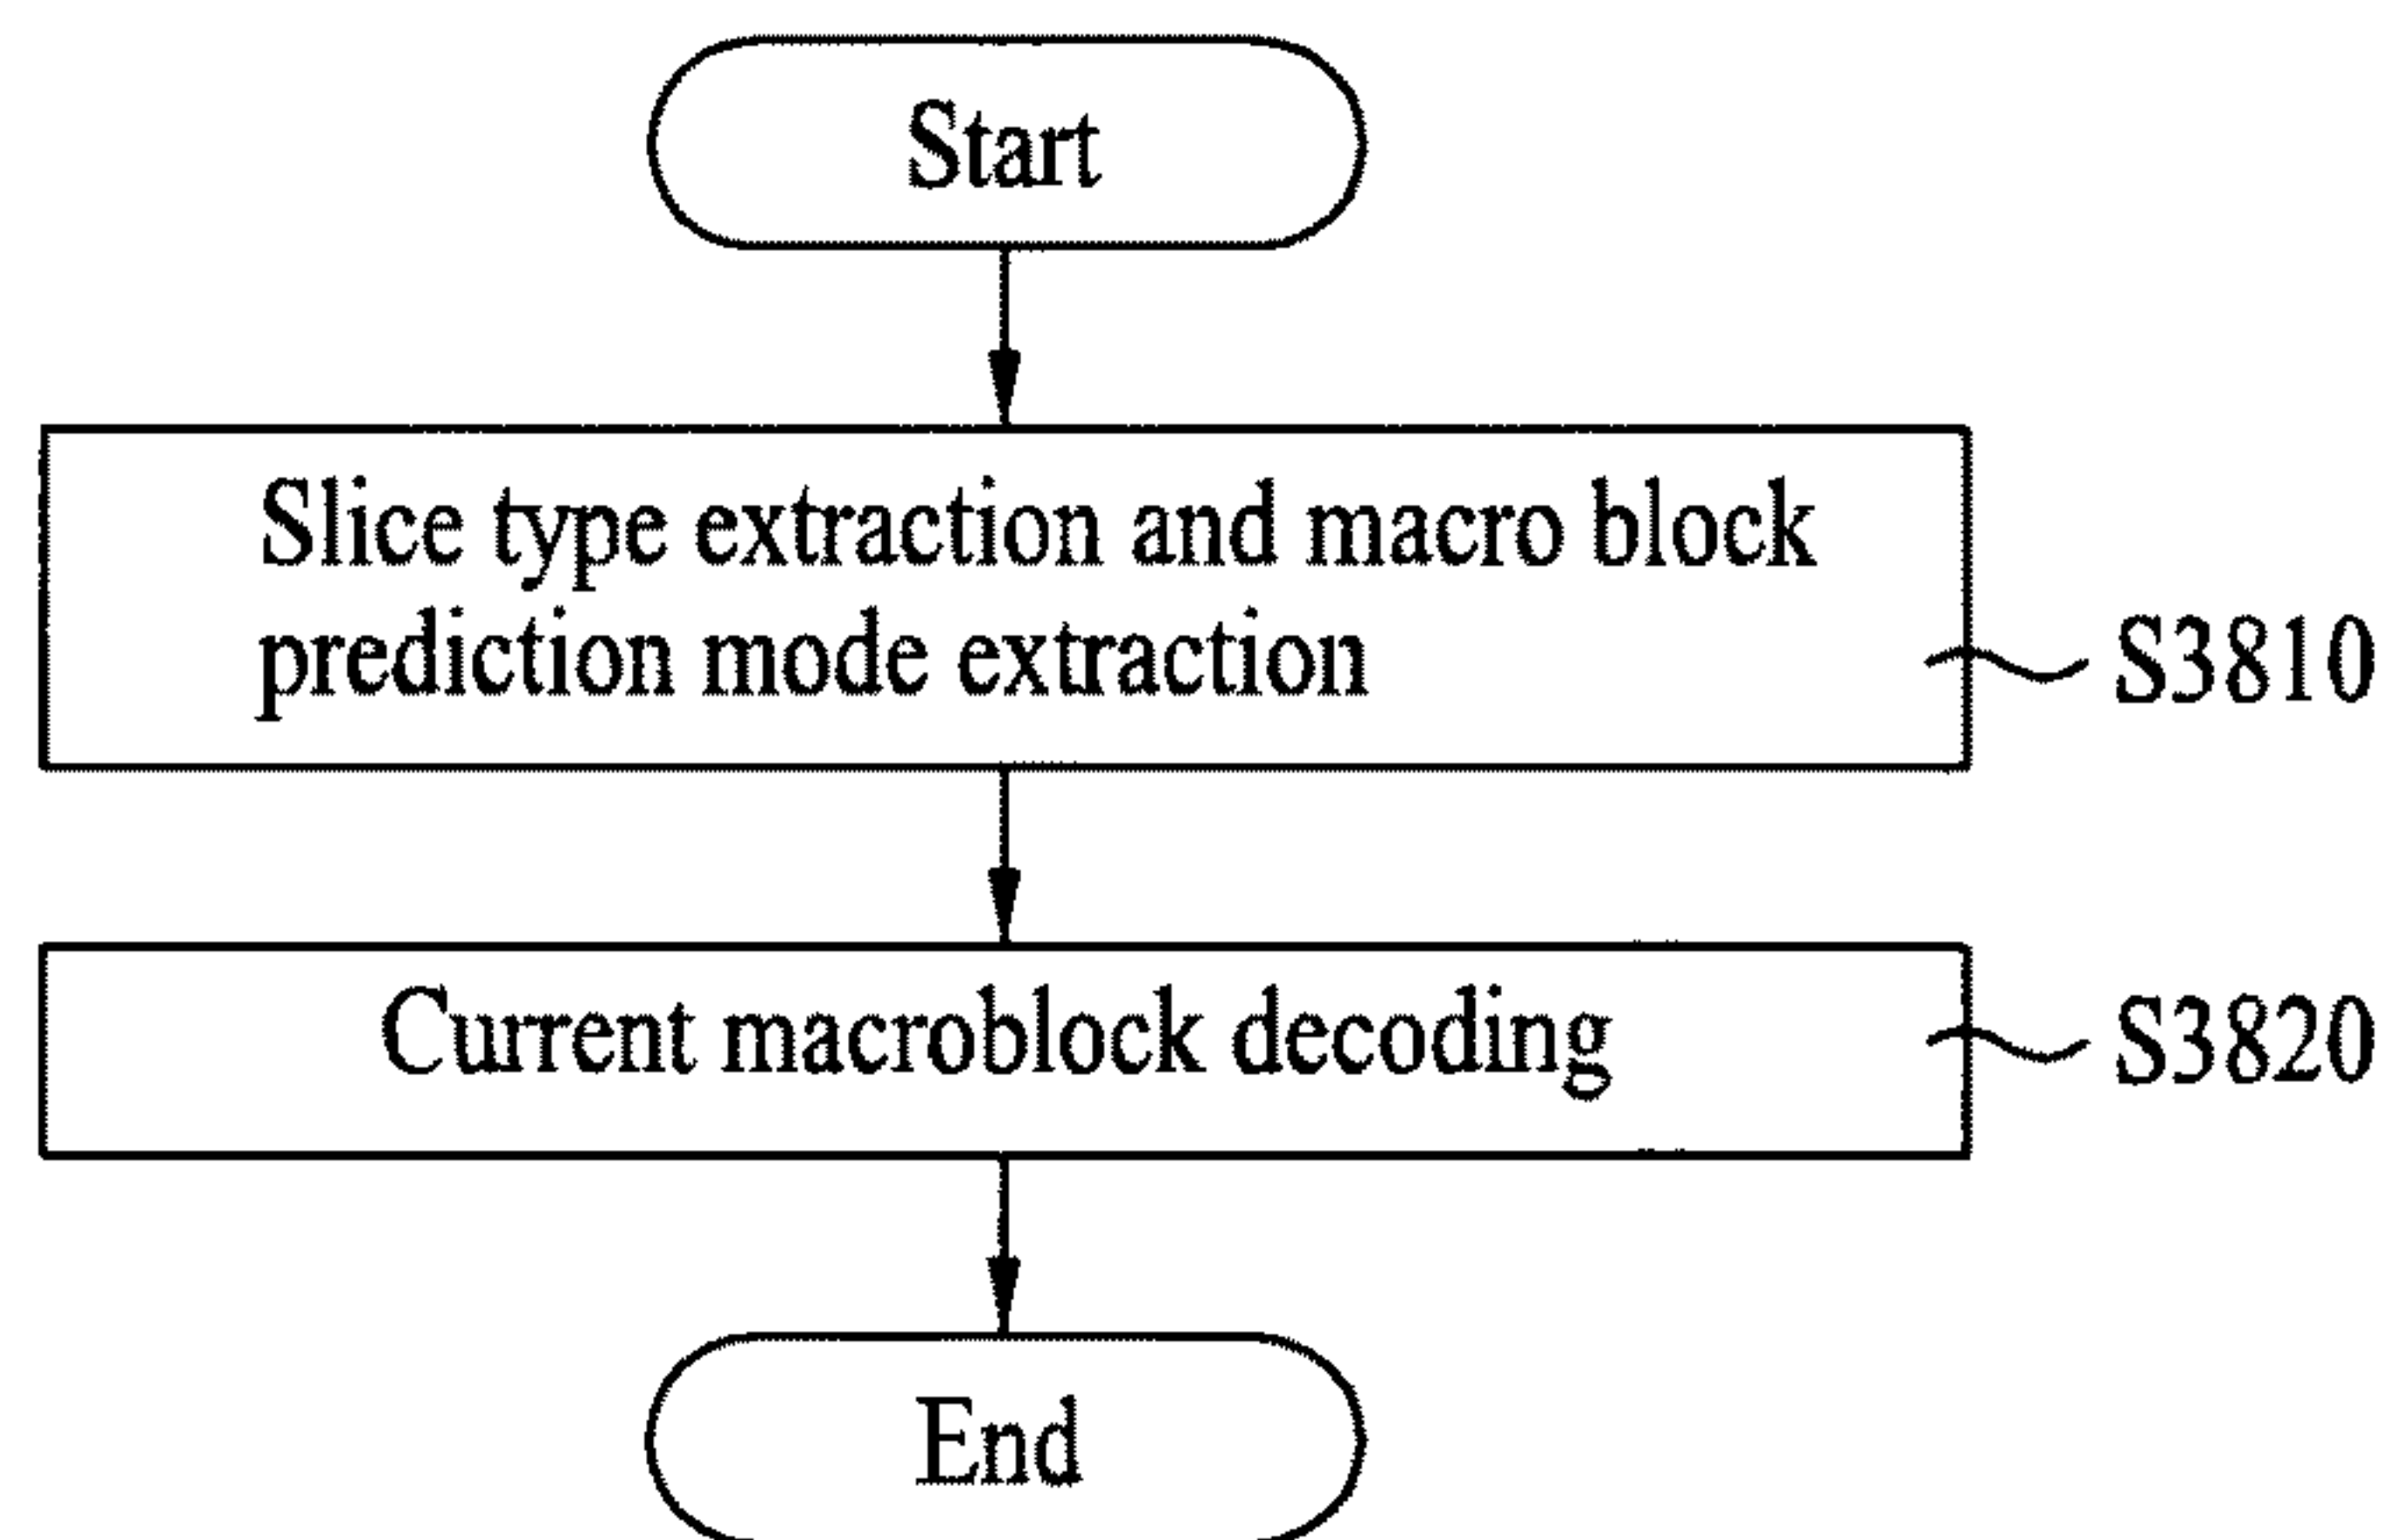 Start
Slice type extraction and macro block
prediction mode extraction
S3810
Current macroblock decoding
S3820
End